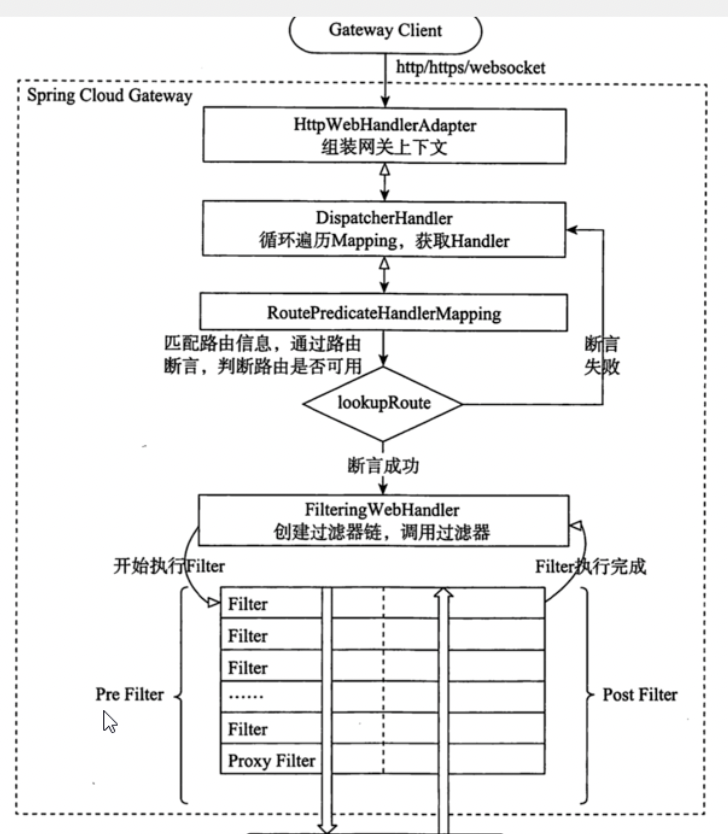 Gateway Client
http/https/websocket
Spring Cloud Gateway
HttpWebHandlerAdapter
组装网关上下文
DispatcherHandler
循环遍历Mapping，获取Handler
RoutePredicateHandlerMapping
匹配路由信息，通过路由
断言，判断路由是否可用
断言
失败
lookupRoute
断言成功
FilteringWebHandler
创建过滤器链，调用过滤器
开始执行Filter
Filter执行完成
Filter
Filter
Filter
Pre Filter
……
Post Filter
Filter
Proxy Filter